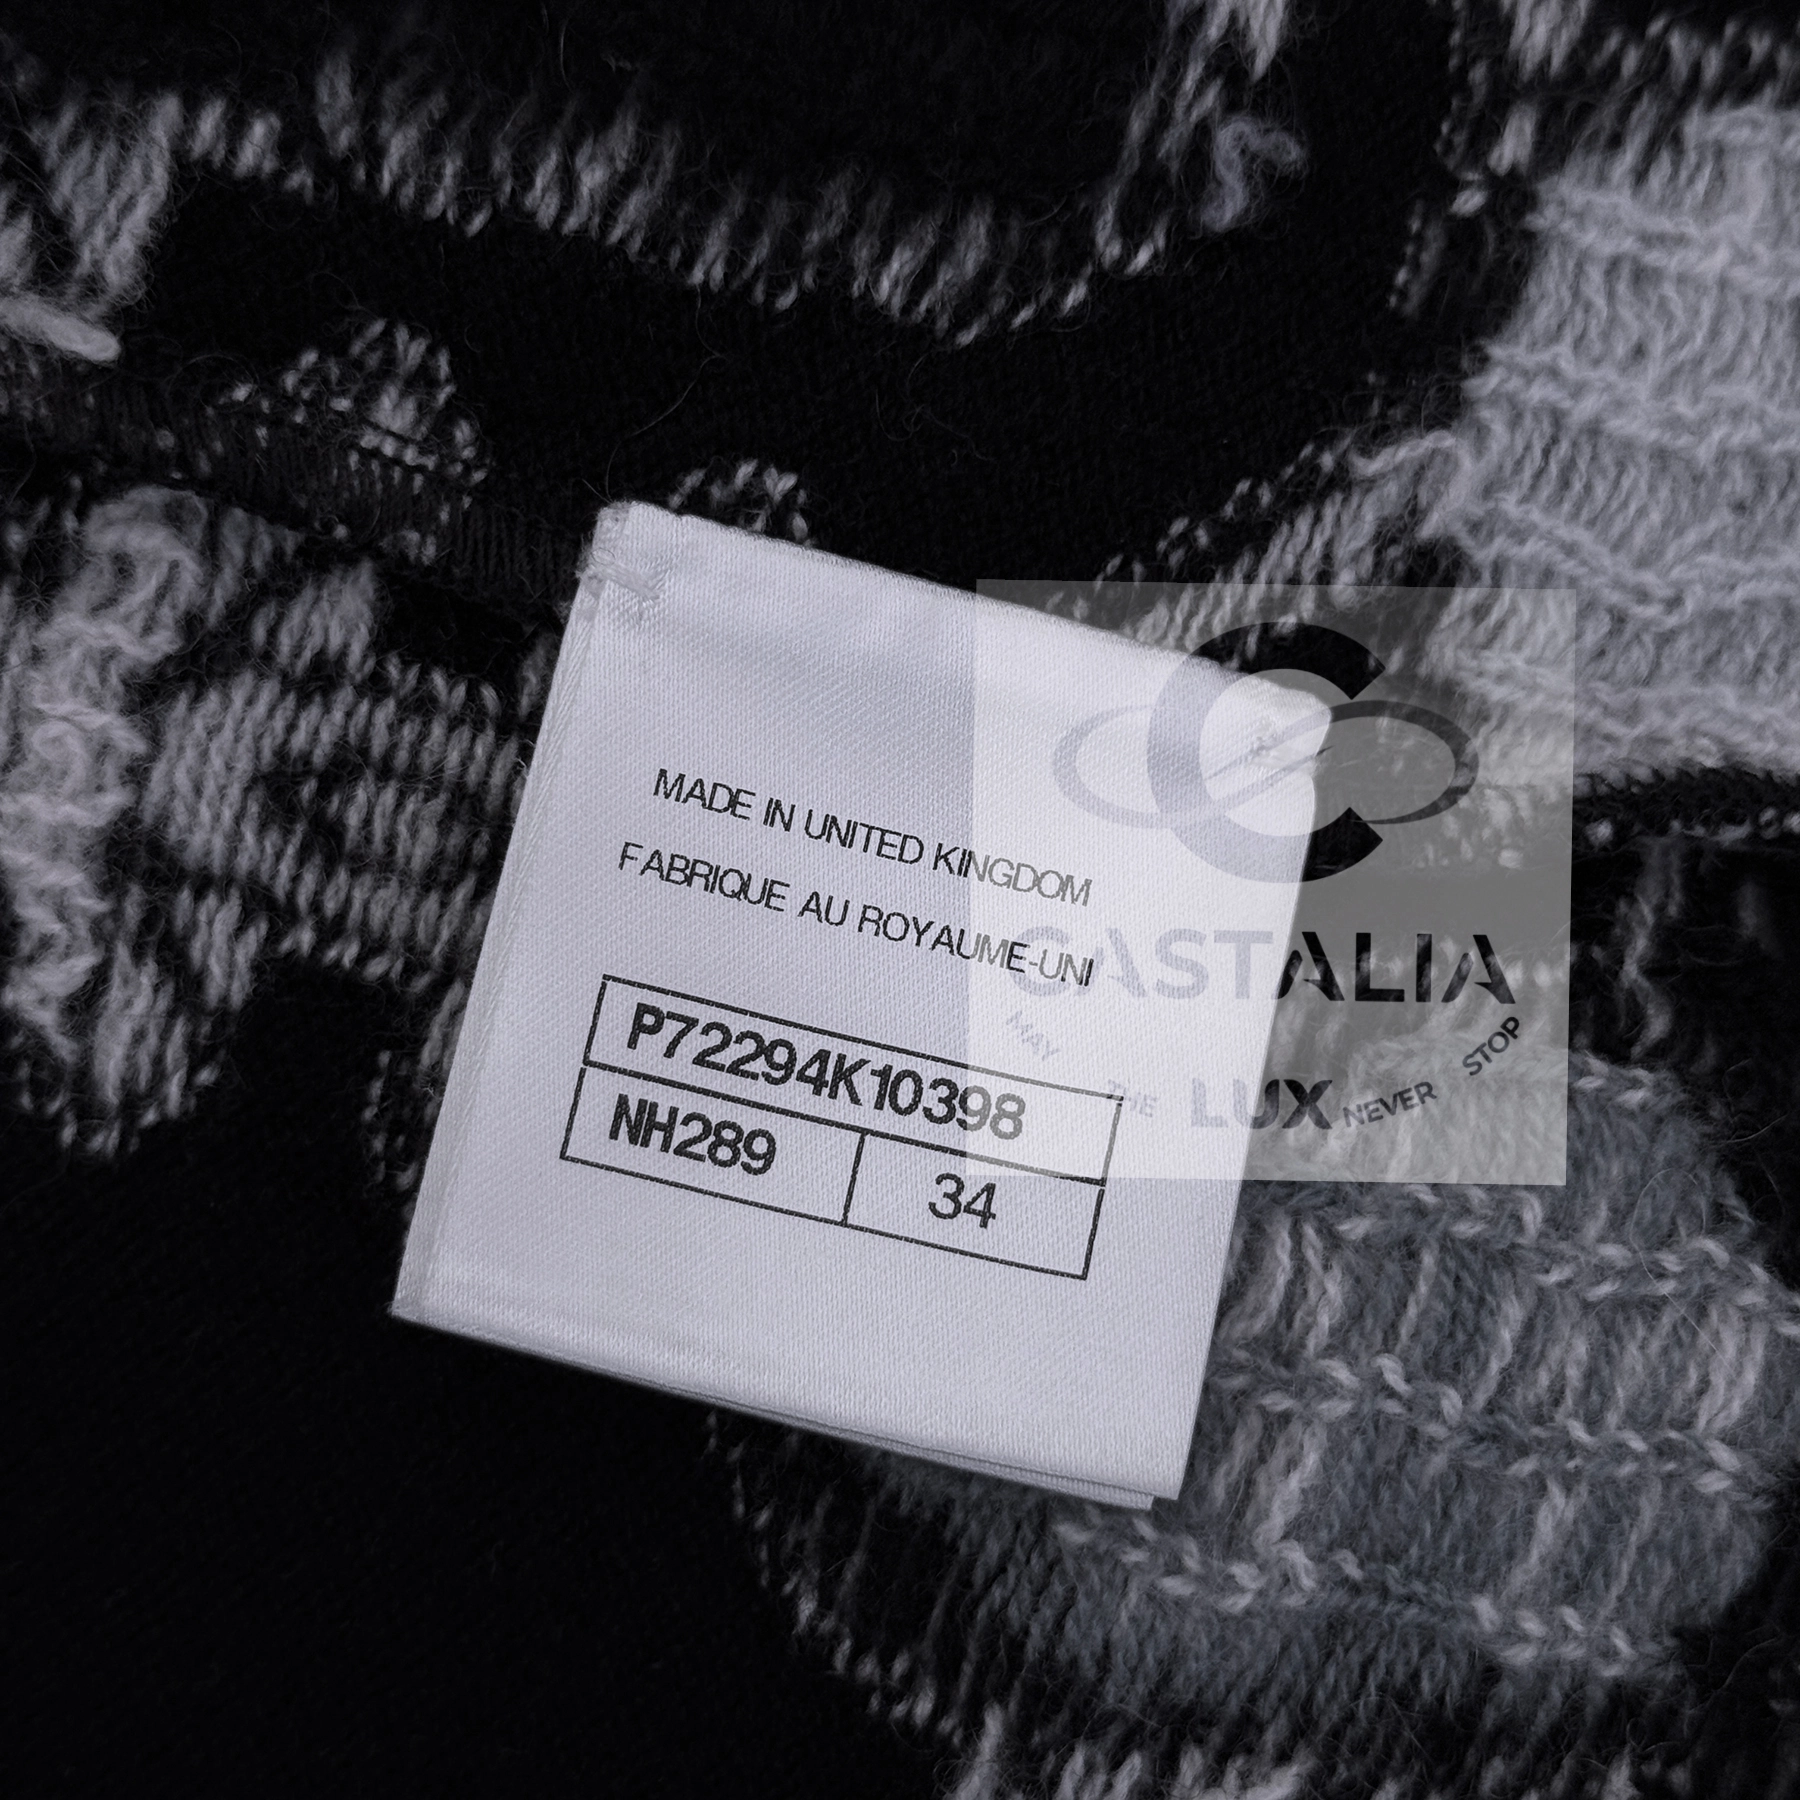 MADE IN UNITED KINGDOM
FABRIQUE AU ROYAUME-UNI
P72294K10398
NH289 34
CASTALIA
MAY THE LUX NEVER STOP